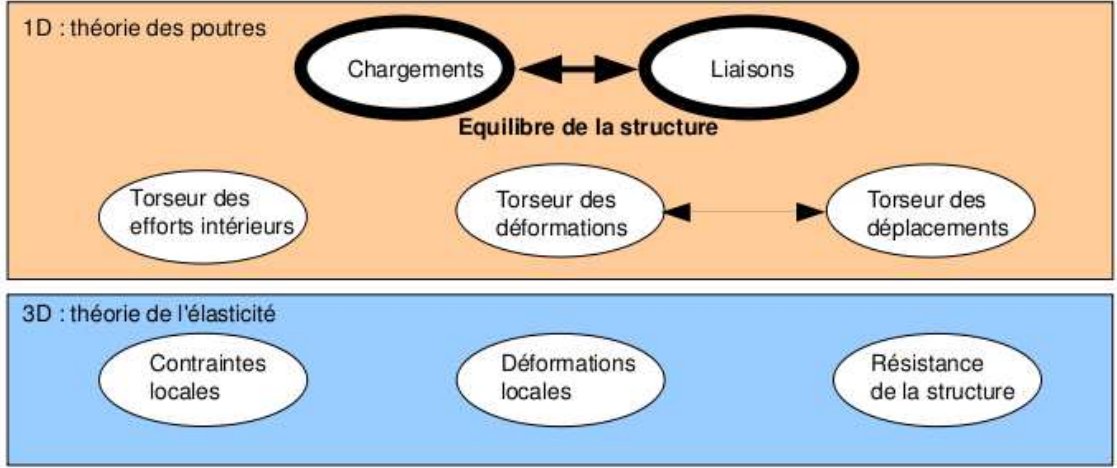 1D : théorie des poutres
Chargements
Liaisons
Equilibre de la structure
Torseur des
efforts intérieurs
Torseur des
déformations
Torseur des
déplacements
3D : théorie de l'élasticité
Contraintes
locales
Déformations
locales
Résistance
de la structure